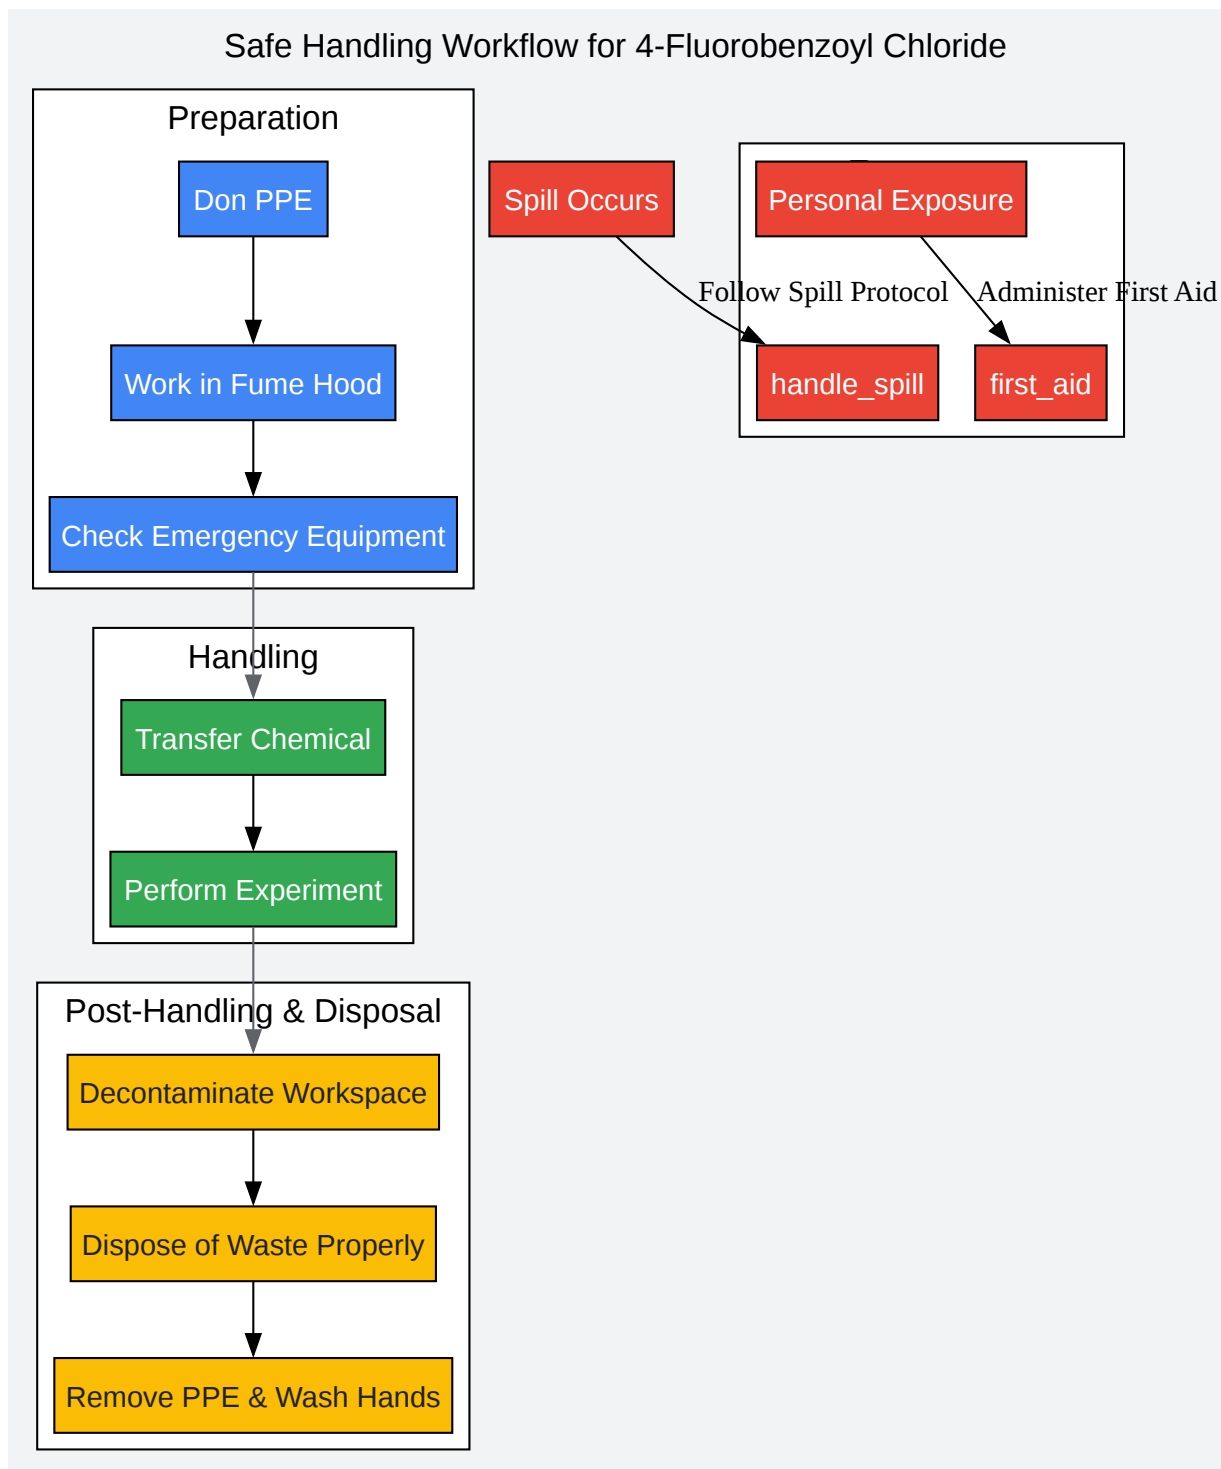 Safe Handling Workflow for 4-Fluorobenzoyl Chloride
Preparation
Don PPE
Work in Fume Hood
Check Emergency Equipment
Handling
Transfer Chemical
Perform Experiment
Post-Handling & Disposal
Decontaminate Workspace
Dispose of Waste Properly
Remove PPE & Wash Hands
Spill Occurs
Follow Spill Protocol
handle_spill
Personal Exposure
Administer First Aid
first_aid